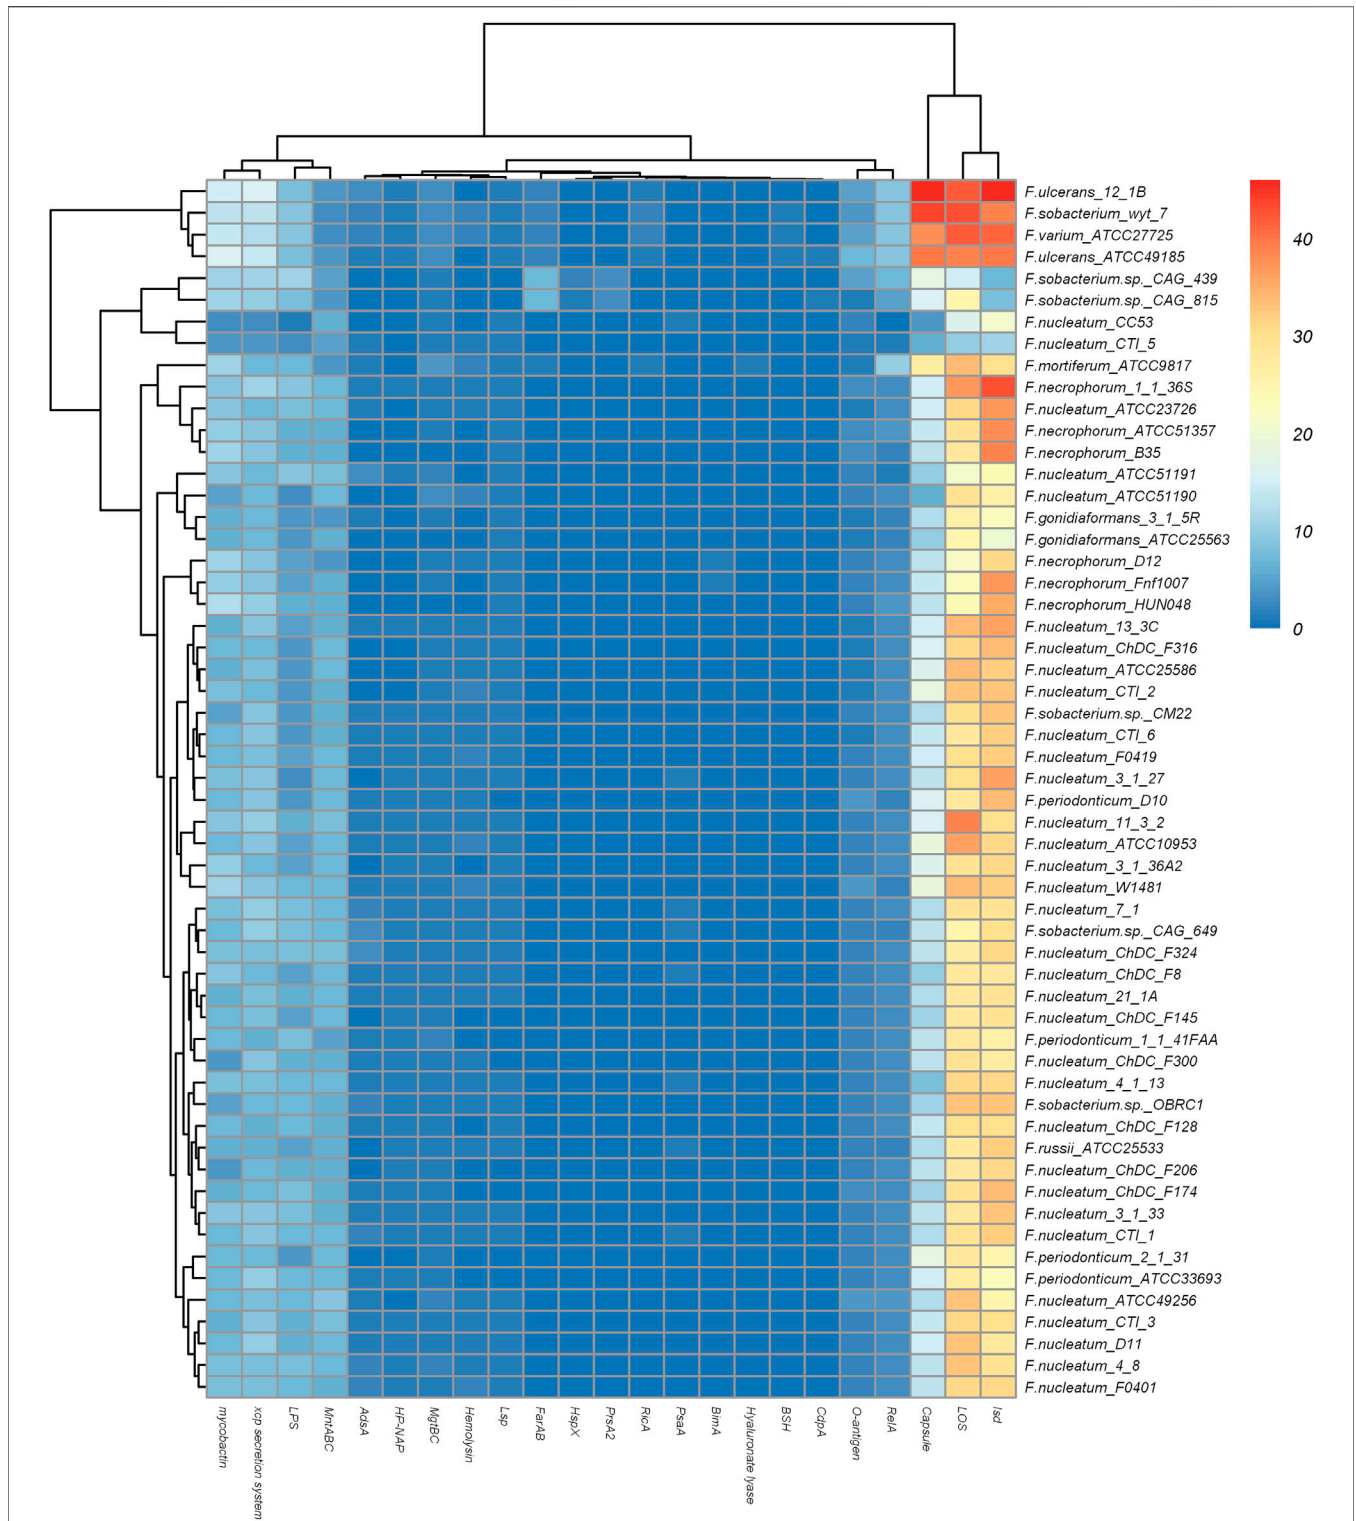 F.ulcerans_12_1B
F.sobacterium_wyt_7
F.varium_ATCC27725
F.ulcerans_ATCC49185
F.sobacterium.sp._CAG_439
F.sobacterium.sp._CAG_815
F.nucleatum_CC53
F.nucleatum_CTI_5
F.mortiferum_ATCC9817
F.necrophorum_1_1_36S
F.nucleatum_ATCC23726
F.necrophorum_ATCC51357
F.necrophorum_B35
F.nucleatum_ATCC51191
F.nucleatum_ATCC51190
F.gonidiaformans_3_1_5R
F.gonidiaformans_ATCC25563
F.necrophorum_D12
F.necrophorum_Fnf1007
F.necrophorum_HUN048
F.nucleatum_13_3C
F.nucleatum_ChDC_F316
F.nucleatum_ATCC25586
F.nucleatum_CTI_2
F.sobacterium.sp._CM22
F.nucleatum_CTI_6
F.nucleatum_F0419
F.nucleatum_3_1_27
F.periodonticum_D10
F.nucleatum_11_3_2
F.nucleatum_ATCC10953
F.nucleatum_3_1_36A2
F.nucleatum_W1481
F.nucleatum_7_1
F.sobacterium.sp._CAG_649
F.nucleatum_ChDC_F324
F.nucleatum_ChDC_F8
F.nucleatum_21_1A
F.nucleatum_ChDC_F145
F.periodonticum_1_1_41FAA
F.nucleatum_ChDC_F300
F.nucleatum_4_1_13
F.sobacterium.sp._OBRC1
F.nucleatum_ChDC_F128
F.russii_ATCC25533
F.nucleatum_ChDC_F206
F.nucleatum_ChDC_F174
F.nucleatum_3_1_33
F.nucleatum_CTI_1
F.periodonticum_2_1_31
F.periodonticum_ATCC33693
F.nucleatum_ATCC49256
F.nucleatum_CTI_3
F.nucleatum_D11
F.nucleatum_4_8
F.nucleatum_F0401
40
30
20
10
0
mycobactin
xcp secretion system
LPS
MntABC
AdsA
HP-NAP
MgtBC
Hemolysin
Lsp
FarAB
HspX
PrsA2
RicA
PsaA
BimA
Hyaluronate lyase
BSH
CdpA
O-antigen
RelA
Capsule
LOS
Isd